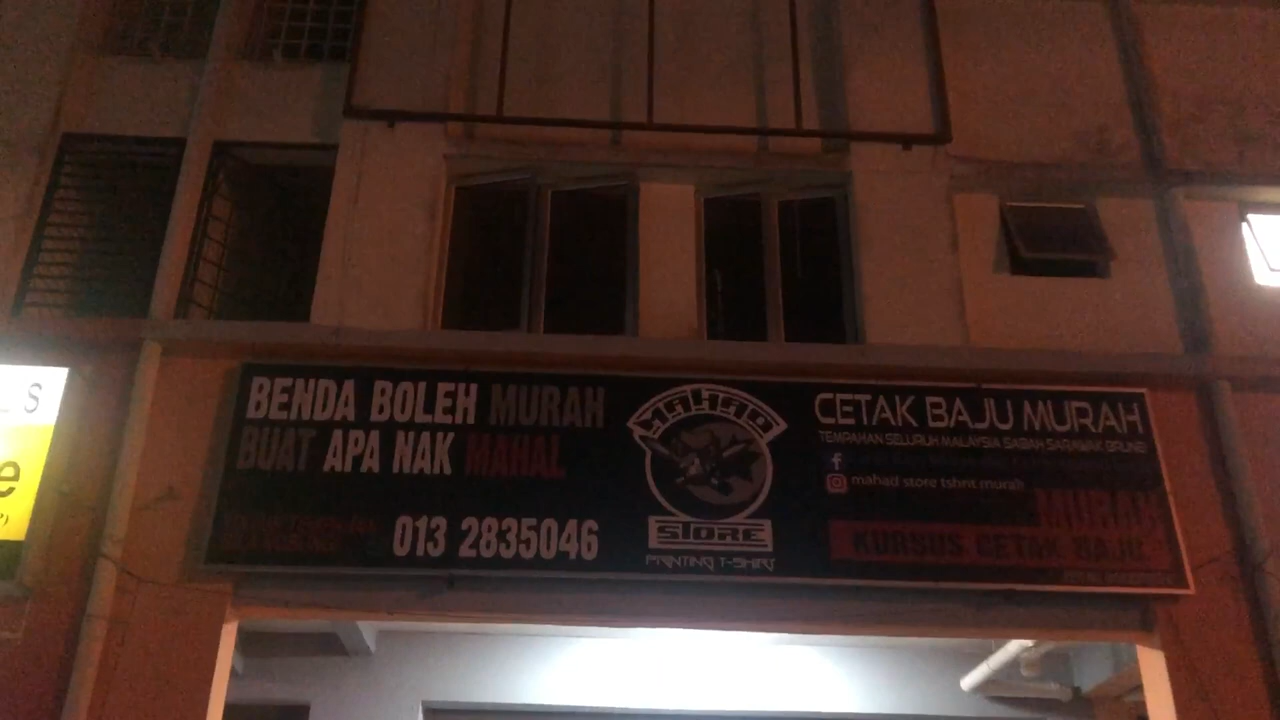 BENDA BOLEH MURAH
BUAT APA NAK MAHAL
013 2835046
MAHAD
STORE
PRINTING T-SHIRT
CETAK BAJU MURAH
TEMPAHAN SELURUH MALAYSIA SABAH SARAWAK BRUNEI
mahad store tshirt murah
MURAH
KURSUS CETAK BAJU
L S
e